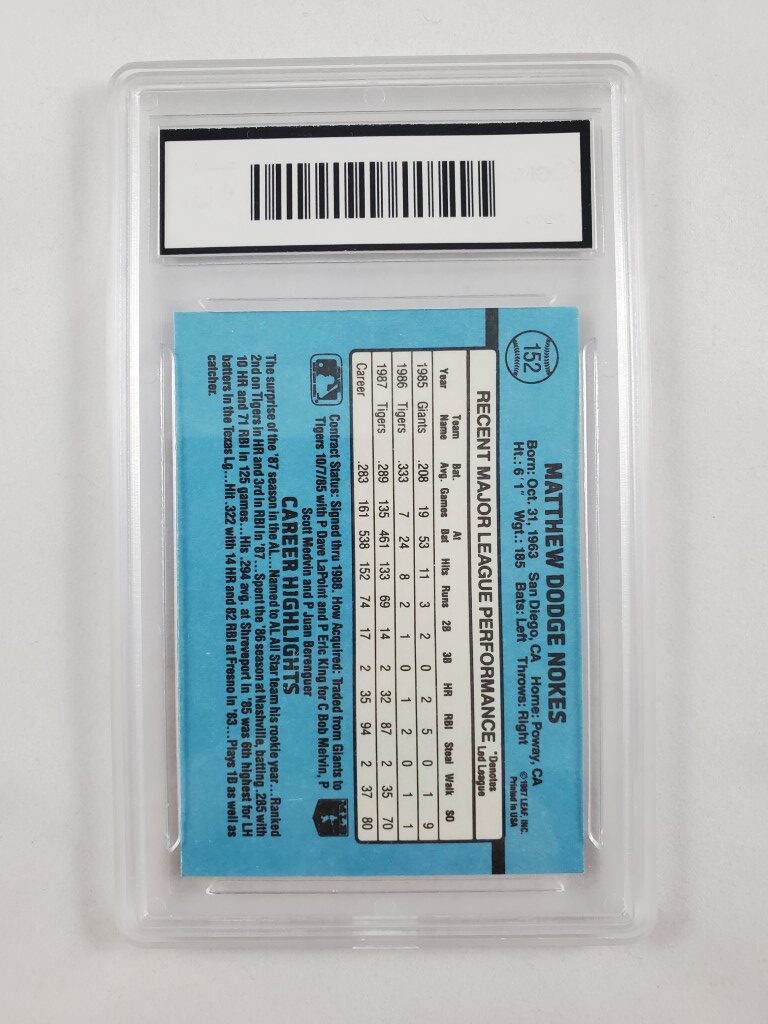 152
MATTHEW DODGE NOKES
Born: Oct. 31, 1963 San Diego, CA Home: Poway, CA
Ht.: 6'1" Wgt.: 185 Bats: Left Throws: Right
© 1987 LEAF, INC.
Printed in USA
RECENT MAJOR LEAGUE PERFORMANCE *Denotes Led League
Year Team Name Bat. Avg. Games At Bat Hits Runs 2B 3B HR RBI Steal Walk SO
1985 Giants .208 19 53 11 3 2 0 2 5 0 1 9
1986 Tigers .333 7 24 8 2 1 0 1 2 0 1 1
1987 Tigers .289 135 461 133 69 14 2 32 87 2 35 70
Career .283 161 538 152 74 17 2 35 94 2 37 80
Contract Status: Signed thru 1988. How Acquired: Traded from Giants to
Tigers 10/7/85 with P Dave LaPoint and P Eric King for C Bob Melvin, P
Scott Medvin and P Juan Berenguer
CAREER HIGHLIGHTS
The surprise of the '87 season in the AL...Named to AL All Star team his rookie year...Ranked
2nd on Tigers in HR and 3rd in RBI in '87...Spent the '86 season at Nashville, batting .285 with
10 HR and 71 RBI in 125 games...His .294 avg. at Shreveport in '85 was 6th highest for LH
batters in the Texas Lg...Hit .322 with 14 HR and 82 RBI at Fresno in '83...Plays 1B as well as
catcher.